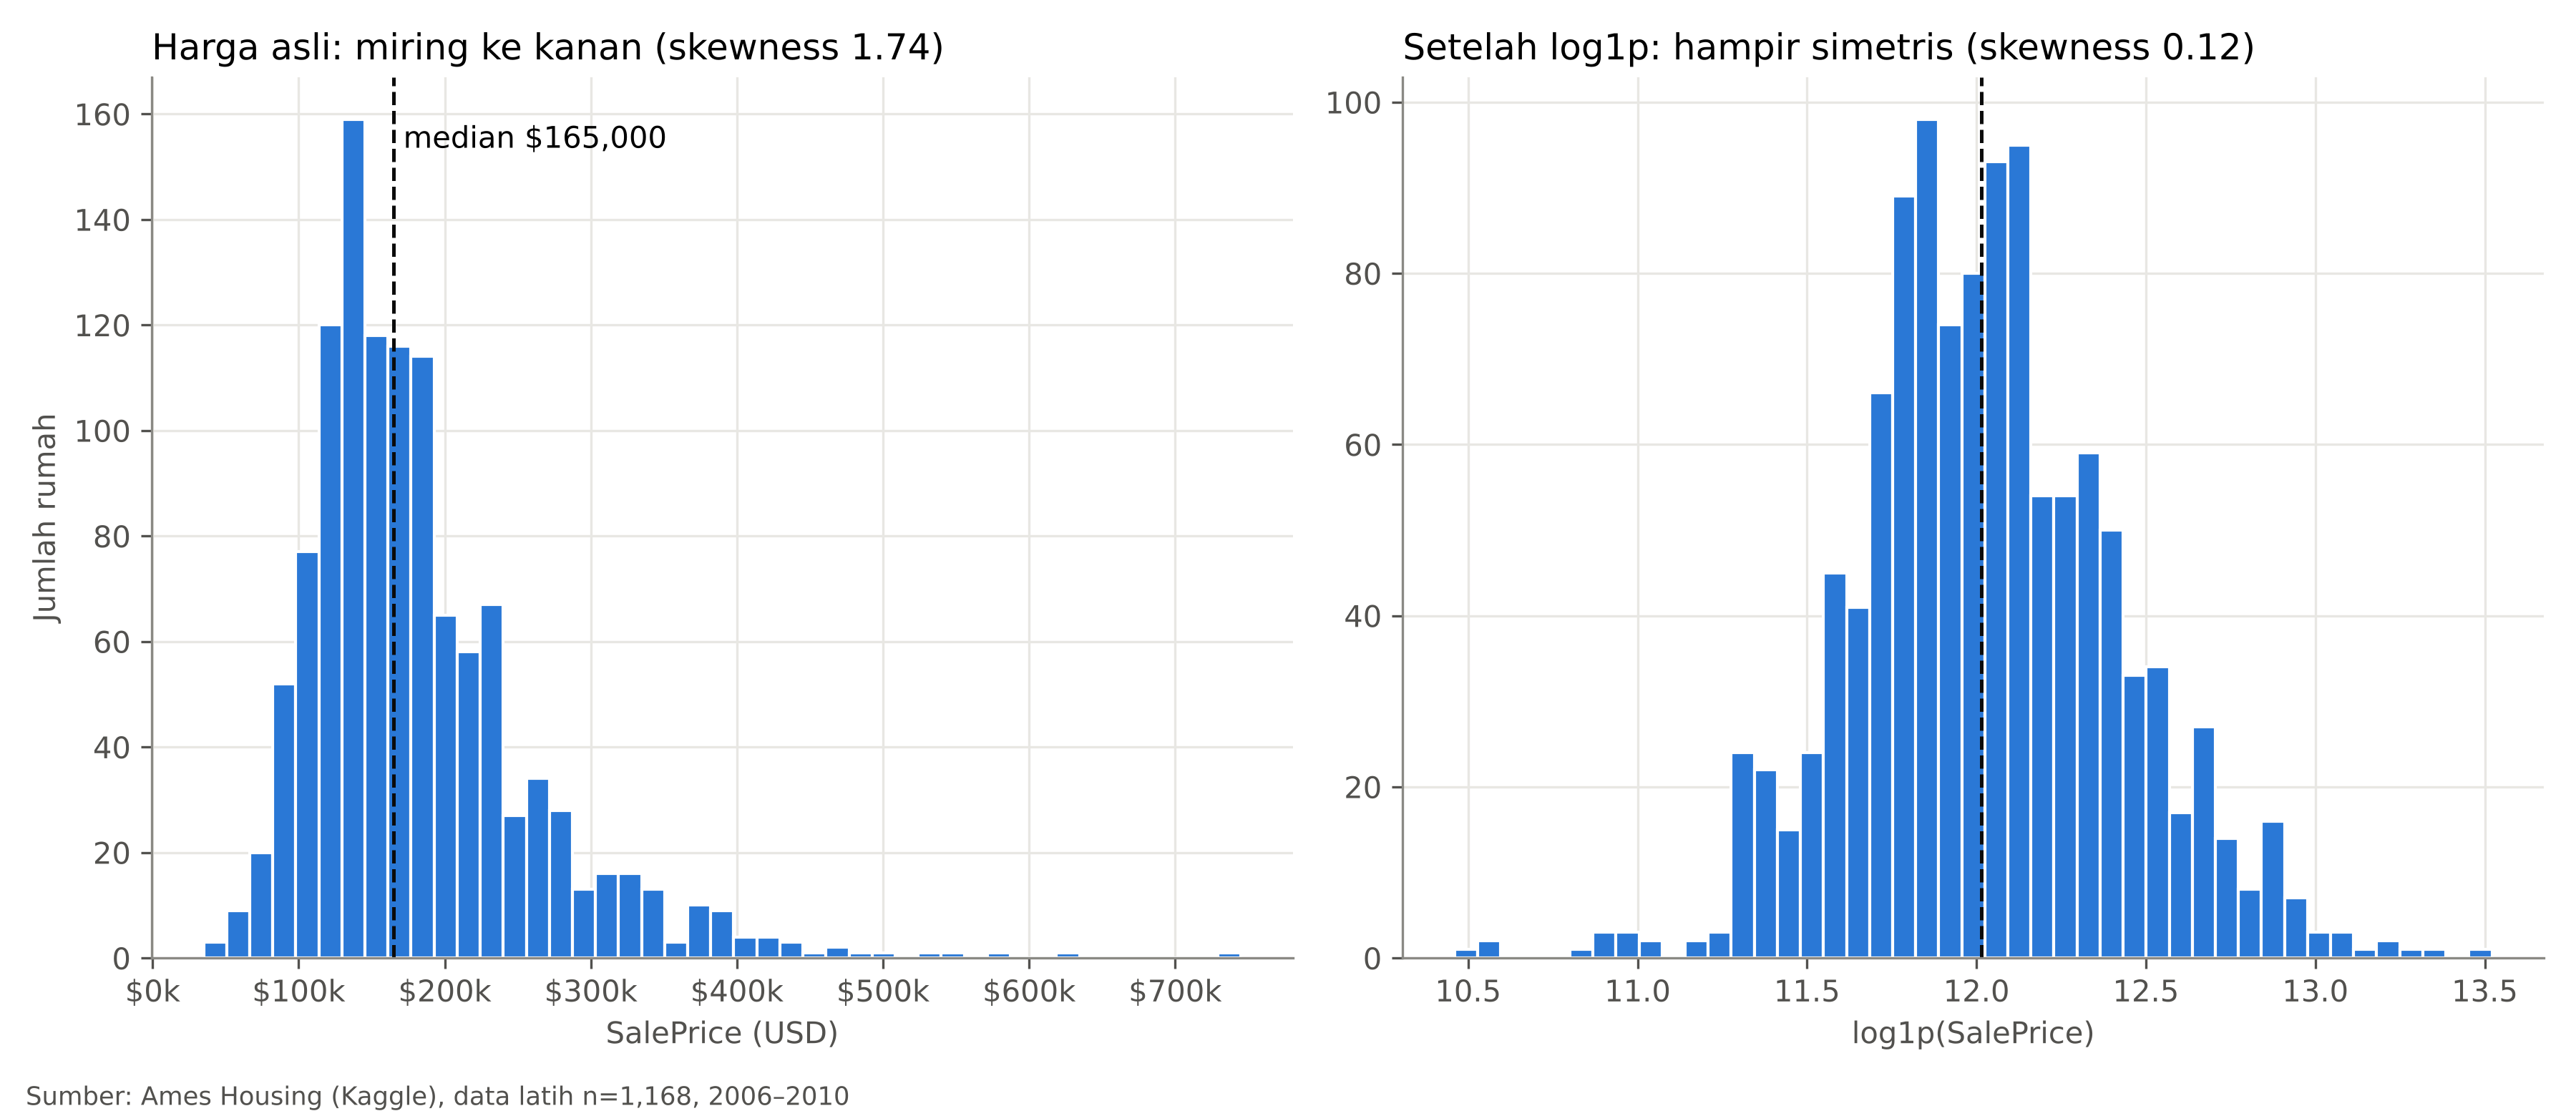 Harga asli: miring ke kanan (skewness 1.74)
160
140
120
100
80
60
40
20
0
Jumlah rumah
median $165,000
$0k $100k $200k $300k $400k $500k $600k $700k
SalePrice (USD)
Setelah log1p: hampir simetris (skewness 0.12)
100
80
60
40
20
0
10.5 11.0 11.5 12.0 12.5 13.0 13.5
log1p(SalePrice)
Sumber: Ames Housing (Kaggle), data latih n=1,168, 2006–2010